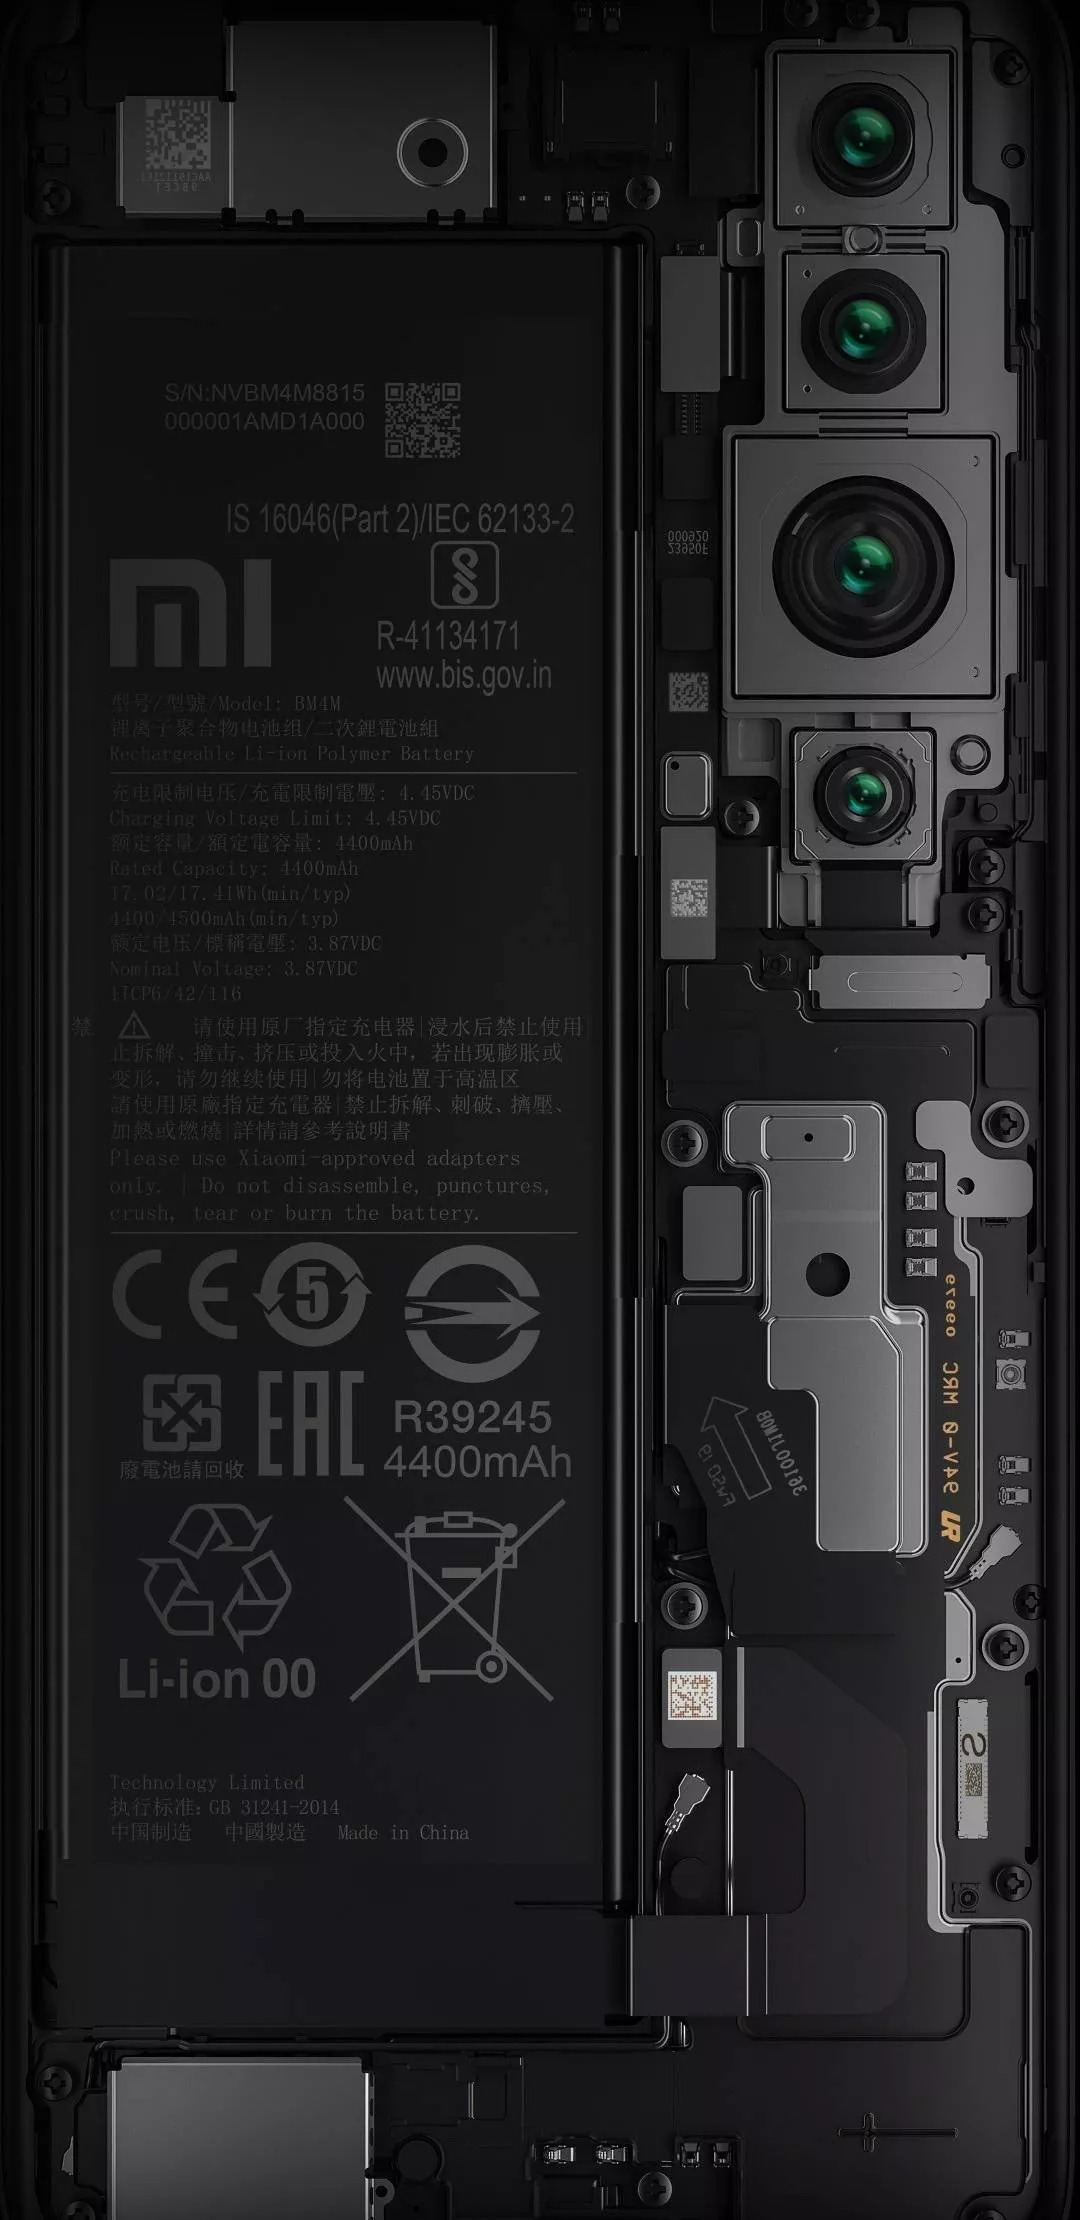 S/N:NVBM4M8815
000001AMD1A000
IS 16046(Part 2)/IEC 62133-2
mi
R-41134171
www.bis.gov.in
型号/型號/Model: BM4M
锂离子聚合物电池组/二次鋰電池組
Rechargeable Li-ion Polymer Battery
充电限制电压/充電限制電壓: 4.45VDC
Charging Voltage Limit: 4.45VDC
额定容量/額定電容量: 4400mAh
Rated Capacity: 4400mAh
17.02/17.41Wh(min/typ)
4400/4500mAh(min/typ)
额定电压/標稱電壓: 3.87VDC
Nominal Voltage: 3.87VDC
1ICP6/42/116
禁 请使用原厂指定充电器|浸水后禁止使用
止拆解、撞击、挤压或投入火中，若出现膨胀或
变形，请勿继续使用|勿将电池置于高温区
請使用原廠指定充電器|禁止拆解、刺破、擠壓、
加熱或燃燒|詳情請參考說明書
Please use Xiaomi-approved adapters
only. | Do not disassemble, punctures,
crush, tear or burn the battery.
CE 5
EAC
R39245
4400mAh
廢電池請回收
Li-ion 00
Technology Limited
执行标准: GB 31241-2014
中国制造 中國製造 Made in China
000920
23950F
36100J1M0B
FW50 19
94V-0 CRM 06676
S